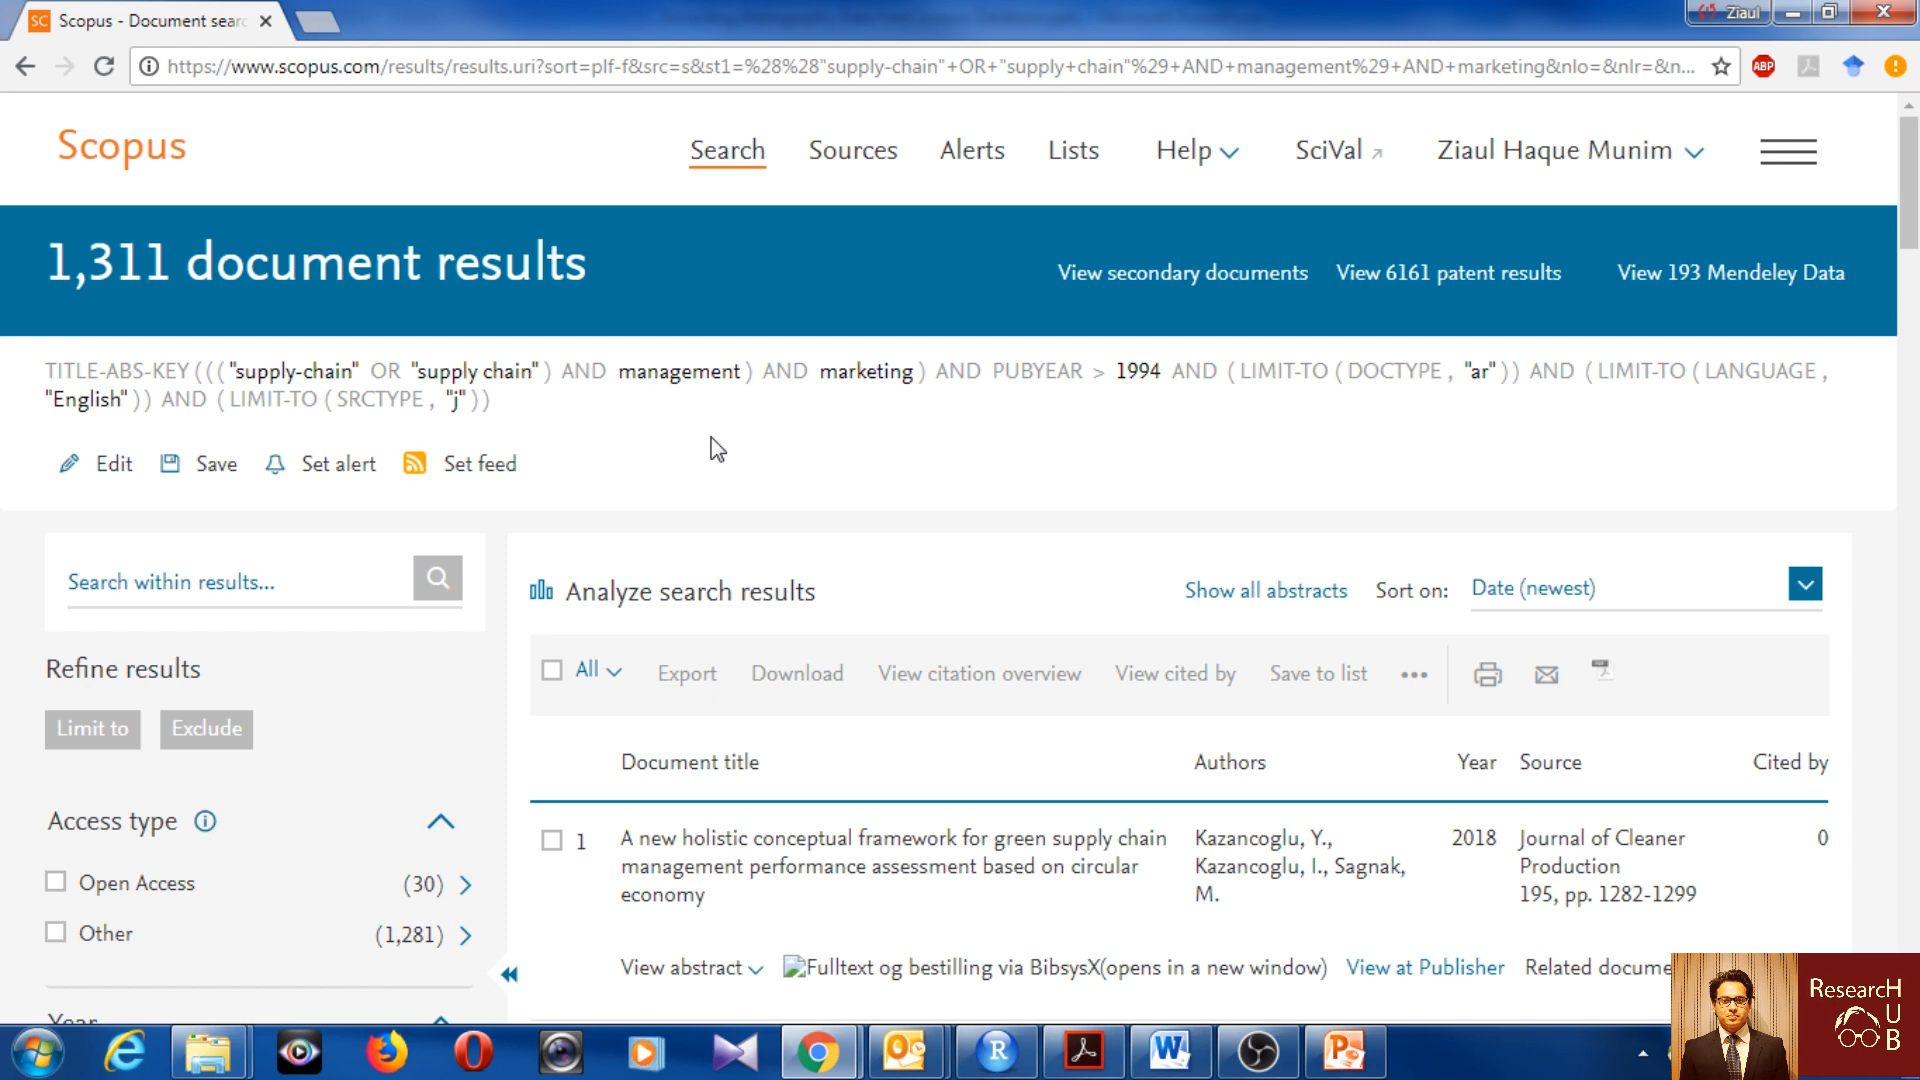 SC Scopus - Document sear
Ziaul
https://www.scopus.com/results/results.uri?sort=plf-f&src=s&st1=%28%28"supply-chain"+OR+"supply+chain"%29+AND+management%29+AND+marketing&nlo=&nlr=&n...
ABP
Scopus
Search Sources Alerts Lists Help SciVal Ziaul Haque Munim
1,311 document results
View secondary documents View 6161 patent results View 193 Mendeley Data
TITLE-ABS-KEY ( ( ( "supply-chain" OR "supply chain" ) AND management ) AND marketing ) AND PUBYEAR > 1994 AND ( LIMIT-TO ( DOCTYPE , "ar" ) ) AND ( LIMIT-TO ( LANGUAGE ,
"English" ) ) AND ( LIMIT-TO ( SRCTYPE , "j" ) )
Edit Save Set alert Set feed
Search within results...
Analyze search results Show all abstracts Sort on: Date (newest)
Refine results
All Export Download View citation overview View cited by Save to list
Limit to Exclude
Document title Authors Year Source Cited by
Access type
1 A new holistic conceptual framework for green supply chain Kazancoglu, Y., 2018 Journal of Cleaner 0
management performance assessment based on circular Kazancoglu, I., Sagnak, Production
economy M. 195, pp. 1282-1299
Open Access (30)
Other (1,281)
View abstract Fulltext og bestilling via BibsysX(opens in a new window) View at Publisher Related docume
Year
ResearcH
U
B